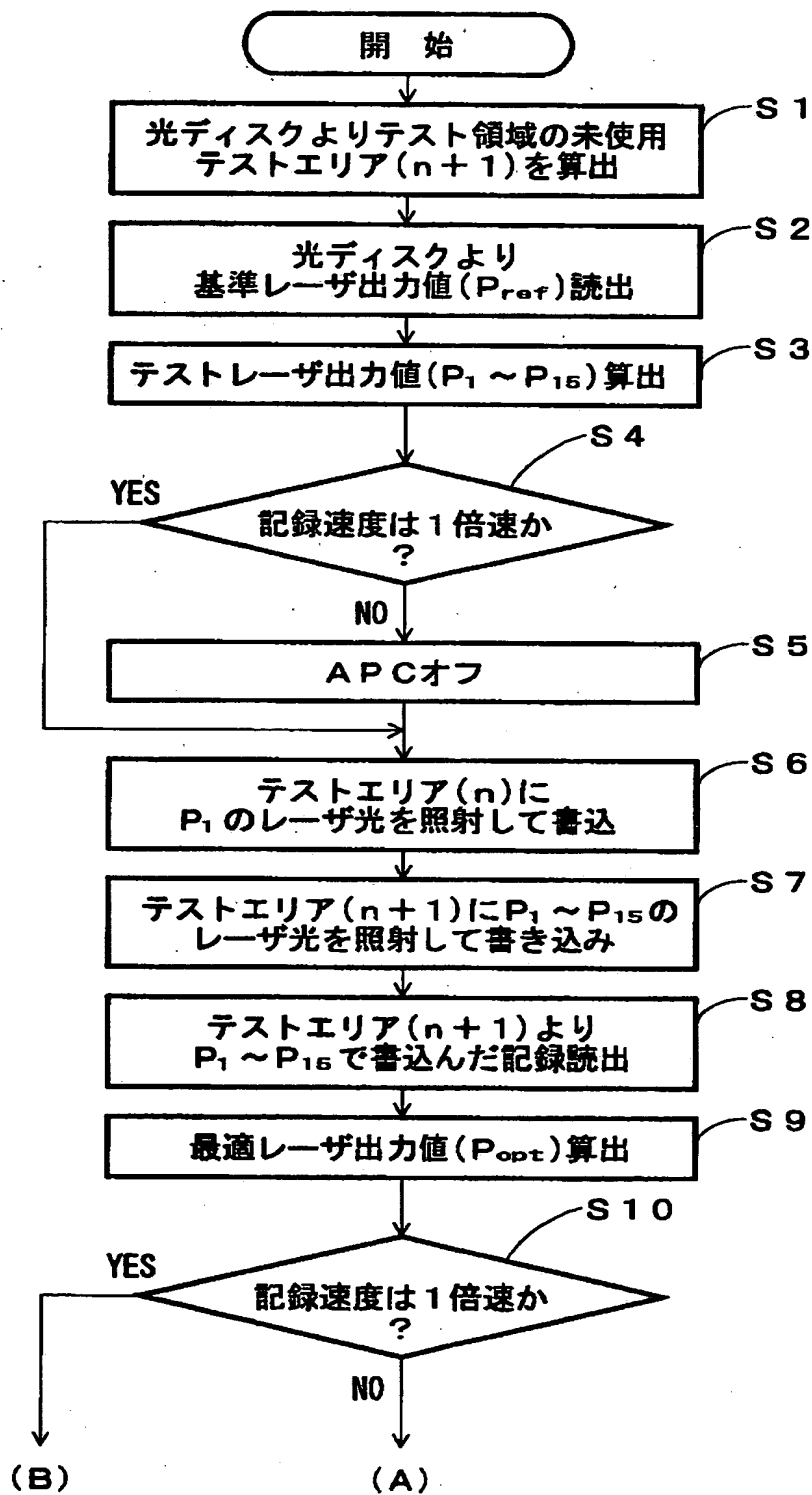 開 始
S1
光ディスクよりテスト領域の未使用
テストエリア(n+1)を算出
S2
光ディスクより
基準レーザ出力値(Pref)読出
S3
テストレーザ出力値(P1~P15)算出
S4
YES
記録速度は1倍速か
?
NO
S5
APCオフ
S6
テストエリア(n)に
P1のレーザ光を照射して書込
S7
テストエリア(n+1)にP1~P15の
レーザ光を照射して書き込み
S8
テストエリア(n+1)より
P1~P15で書込んだ記録読出
S9
最適レーザ出力値(Popt)算出
S10
YES
記録速度は1倍速か
?
NO
(B)
(A)